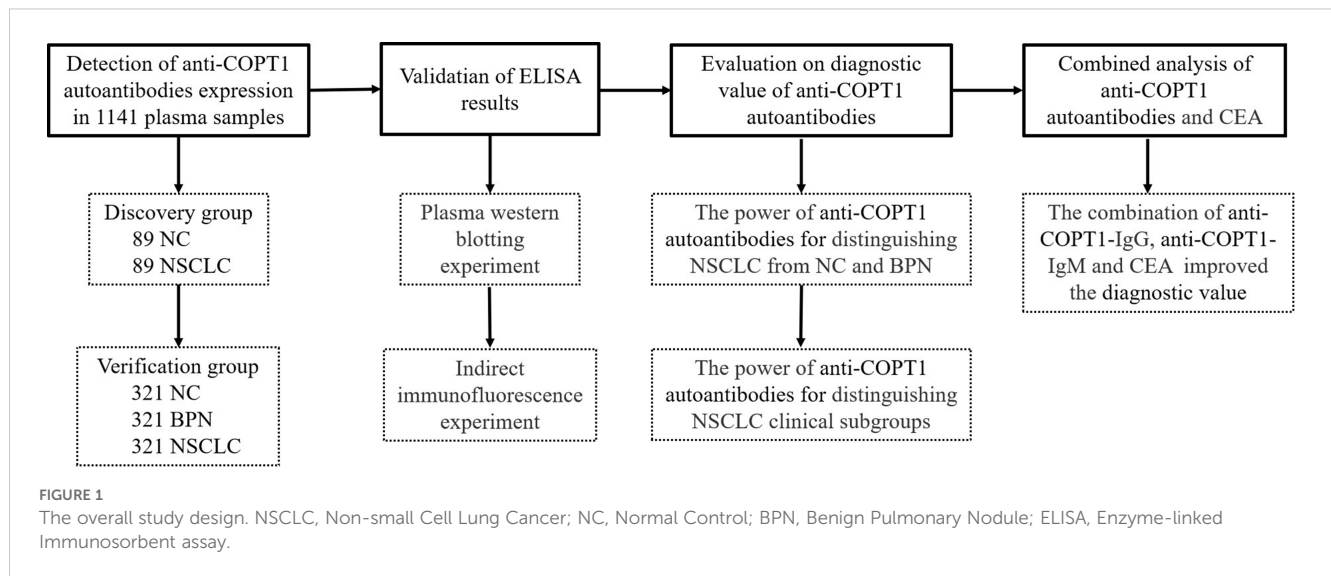 Detection of anti-COPT1
autoantibodies expression
in 1141 plasma samples
Discovery group
89 NC
89 NSCLC
Verification group
321 NC
321 BPN
321 NSCLC
Validatian of ELISA
results
Plasma western
blotting
experiment
Indirect
immunofluorescence
experiment
Evaluation on diagnostic
value of anti-COPT1
autoantibodies
The power of anti-COPT1
autoantibodies for distinguishing
NSCLC from NC and BPN
The power of anti-COPT1
autoantibodies for distinguishing
NSCLC clinical subgroups
Combined analysis of
anti-COPT1
autoantibodies and CEA
The combination of anti-
COPT1-IgG, anti-COPT1-
IgM and CEA improved
the diagnostic value
FIGURE 1
The overall study design. NSCLC, Non-small Cell Lung Cancer; NC, Normal Control; BPN, Benign Pulmonary Nodule; ELISA, Enzyme-linked
Immunosorbent assay.